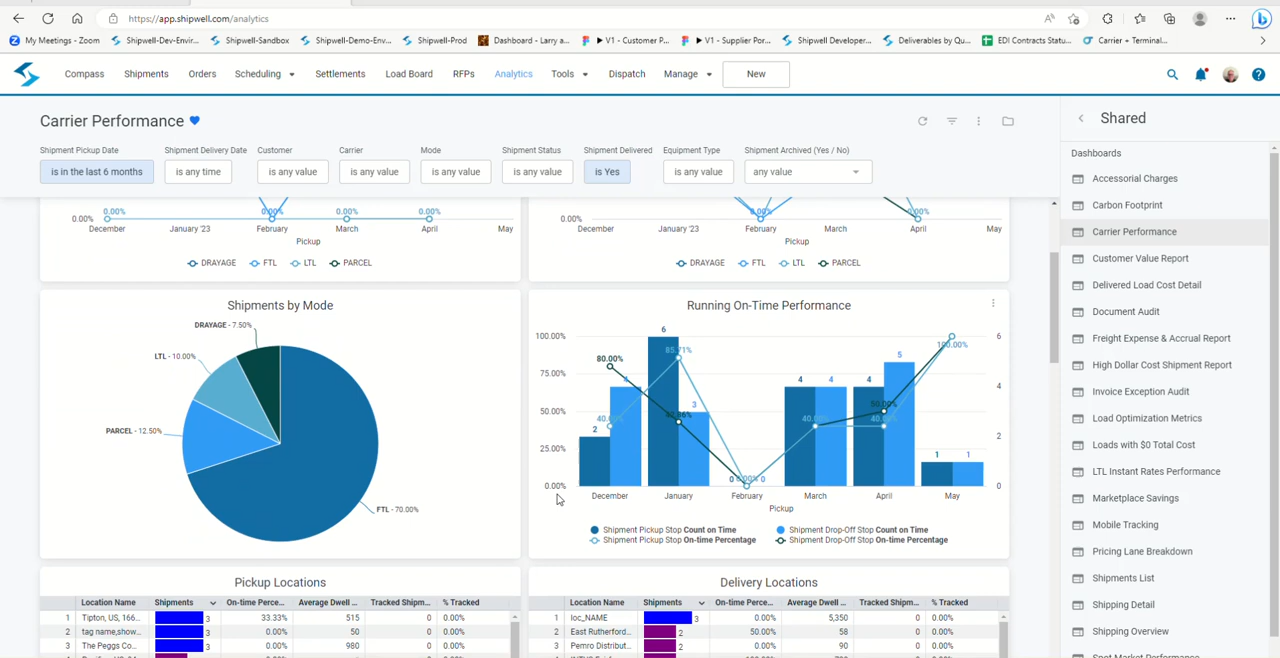 https://app.shipwell.com/analytics
My Meetings - Zoom Shipwell-Dev-Envir... Shipwell-Sandbox Shipwell-Demo-Env... Shipwell-Prod Dashboard - Larry a... V1 - Customer P... V1 - Supplier Por... Shipwell Developer... Deliverables by Qu... EDI Contracts Statu... Carrier + Terminal...
Compass Shipments Orders Scheduling Settlements Load Board RFPs Analytics Tools Dispatch Manage New
Carrier Performance
Shipment Pickup Date Shipment Delivery Date Customer Carrier Mode Shipment Status Shipment Delivered Equipment Type Shipment Archived (Yes / No)
is in the last 6 months is any time is any value is any value is any value is any value is Yes is any value any value
0.00% 0.00% 0.00% 0.00% 0.00%
December January '23 February March April May
Pickup
DRAYAGE FTL LTL PARCEL
0.00% 0.00% 0.00%
December January '23 February March April May
Pickup
DRAYAGE FTL LTL PARCEL
Shipments by Mode
DRAYAGE - 7.50%
LTL - 10.00%
PARCEL - 12.50%
FTL - 70.00%
Running On-Time Performance
100.00% 6 6
85.71% 100.00%
80.00% 5
75.00% 4 4 4 4 4
50.00% 40.00% 3 40.00% 50.00%
2 2
25.00% 1 1
0.00% 0 0.00% 0 0
December January February March April May
Pickup
Shipment Pickup Stop Count on Time Shipment Drop-Off Stop Count on Time
Shipment Pickup Stop On-time Percentage Shipment Drop-Off Stop On-time Percentage
Pickup Locations
Location Name Shipments On-time Perce... Average Dwell ... Tracked Shipm... % Tracked
1 Tipton, US, 166... 3 33.33% 515 0 0.00%
2 tag name,show... 3 0.00% 50 0 0.00%
3 The Peggs Co... 3 0.00% 980 0 0.00%
Delivery Locations
Location Name Shipments On-time Perce... Average Dwell ... Tracked Shipm... % Tracked
1 loc_NAME 3 0.00% 5,350 0 0.00%
2 East Rutherford... 2 50.00% 58 0 0.00%
3 Pemro Distribut... 2 0.00% 90 0 0.00%
Shared
Dashboards
Accessorial Charges
Carbon Footprint
Carrier Performance
Customer Value Report
Delivered Load Cost Detail
Document Audit
Freight Expense & Accrual Report
High Dollar Cost Shipment Report
Invoice Exception Audit
Load Optimization Metrics
Loads with $0 Total Cost
LTL Instant Rates Performance
Marketplace Savings
Mobile Tracking
Pricing Lane Breakdown
Shipments List
Shipping Detail
Shipping Overview
Spot Market Performance